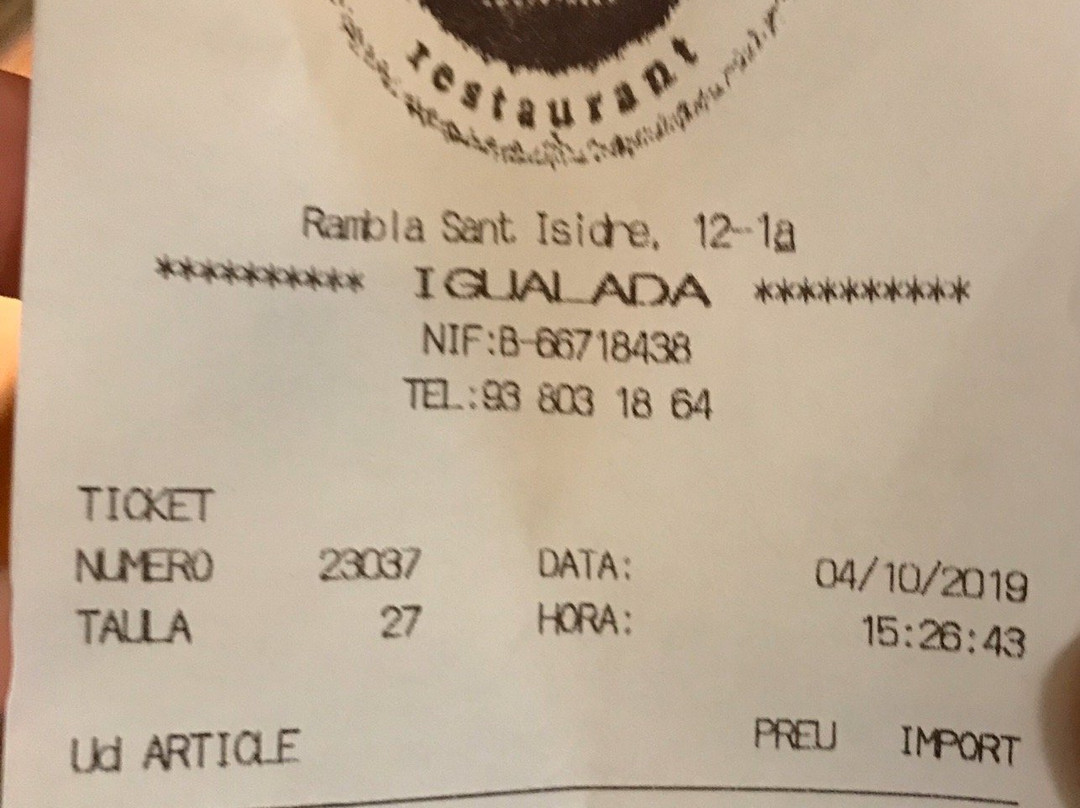 restaurant
Rambla Sant Isidre, 12-1a
********** IGUALADA **********
NIF:B-66718438
TEL:93 803 18 64
TICKET
NUMERO 23037 DATA: 04/10/2019
TAULA 27 HORA: 15:26:43
Ud ARTICLE PREU IMPORT